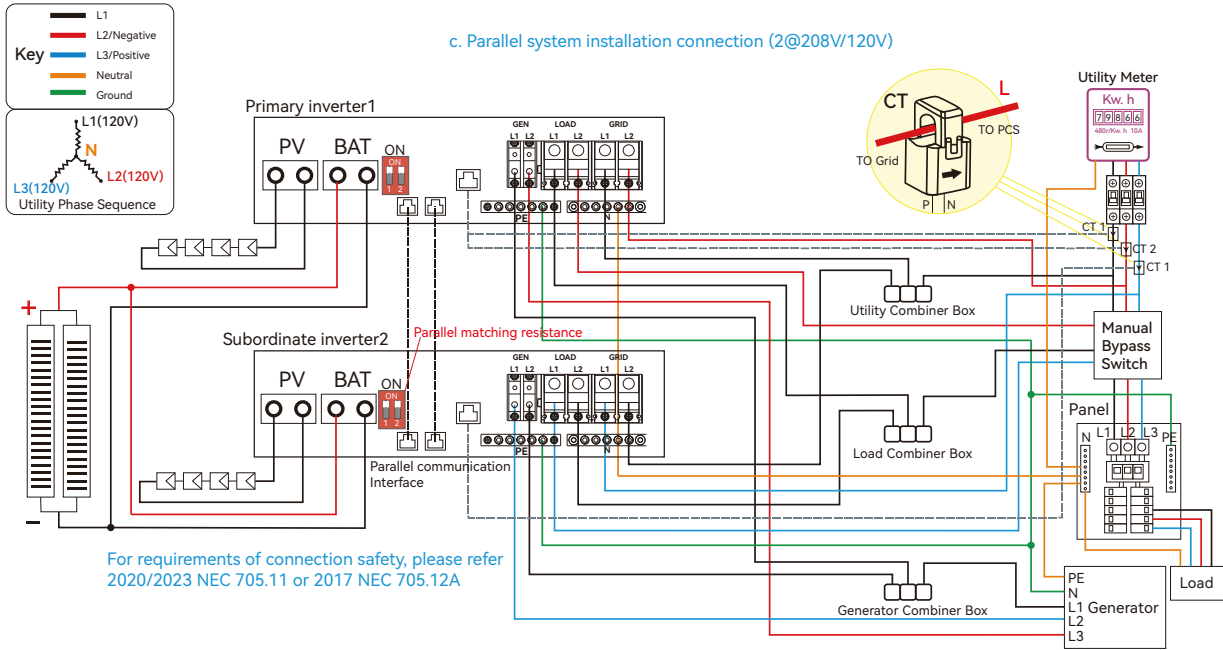 Key
L1
L2/Negative
L3/Positive
Neutral
Ground
L1(120V)
N
L3(120V)
L2(120V)
Utility Phase Sequence
c. Parallel system installation connection (2@208V/120V)
Primary inverter1
PV
BAT
ON
ON
1 2
GEN
LOAD
GRID
L1 L2
L1 L2
L1 L2
PE
N
CT
L
TO PCS
TO Grid
P
N
Utility Meter
Kw. h
79866
480r/Kw. h 10A
CT 1
CT 2
CT 1
Utility Combiner Box
Manual
Bypass
Switch
+
−
Subordinate inverter2
Parallel matching resistance
PV
BAT
ON
ON
1 2
GEN
LOAD
GRID
L1 L2
L1 L2
L1 L2
PE
N
Parallel communication
Interface
Load Combiner Box
Panel
N
L1
L2
L3
PE
For requirements of connection safety, please refer
2020/2023 NEC 705.11 or 2017 NEC 705.12A
Generator Combiner Box
PE
N
L1
L2
L3
Generator
Load